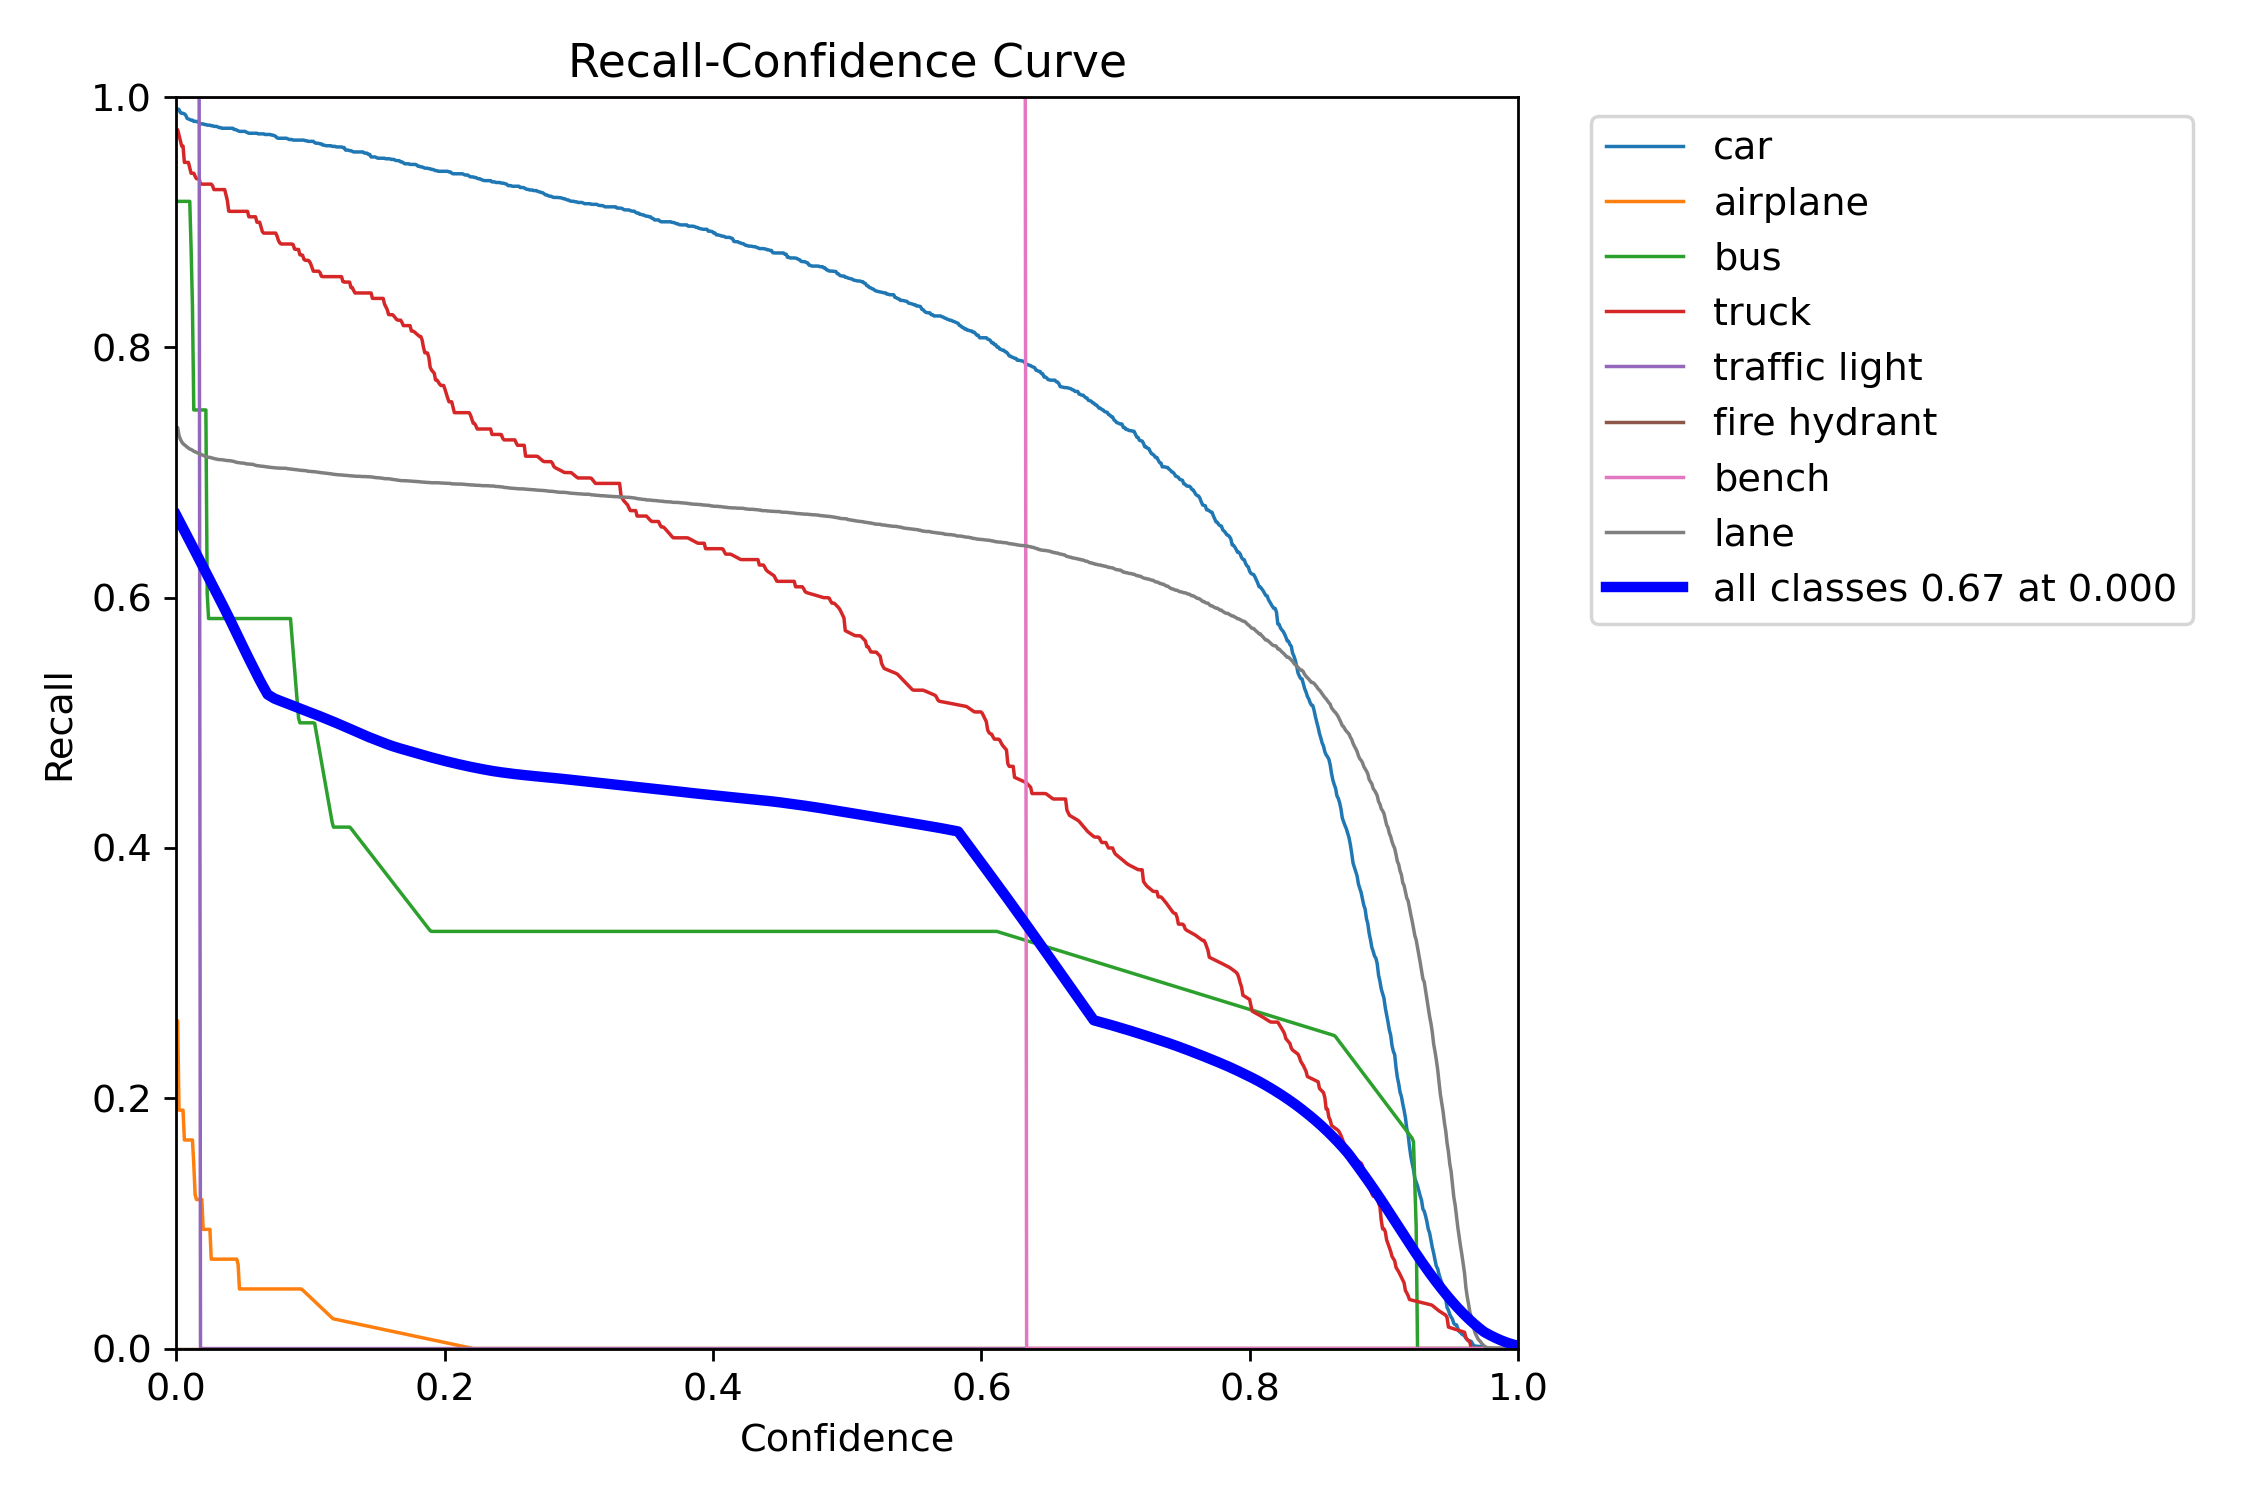 Recall-Confidence Curve
1.0
0.8
0.6
0.4
0.2
0.0
Recall
0.0 0.2 0.4 0.6 0.8 1.0
Confidence
car
airplane
bus
truck
traffic light
fire hydrant
bench
lane
all classes 0.67 at 0.000